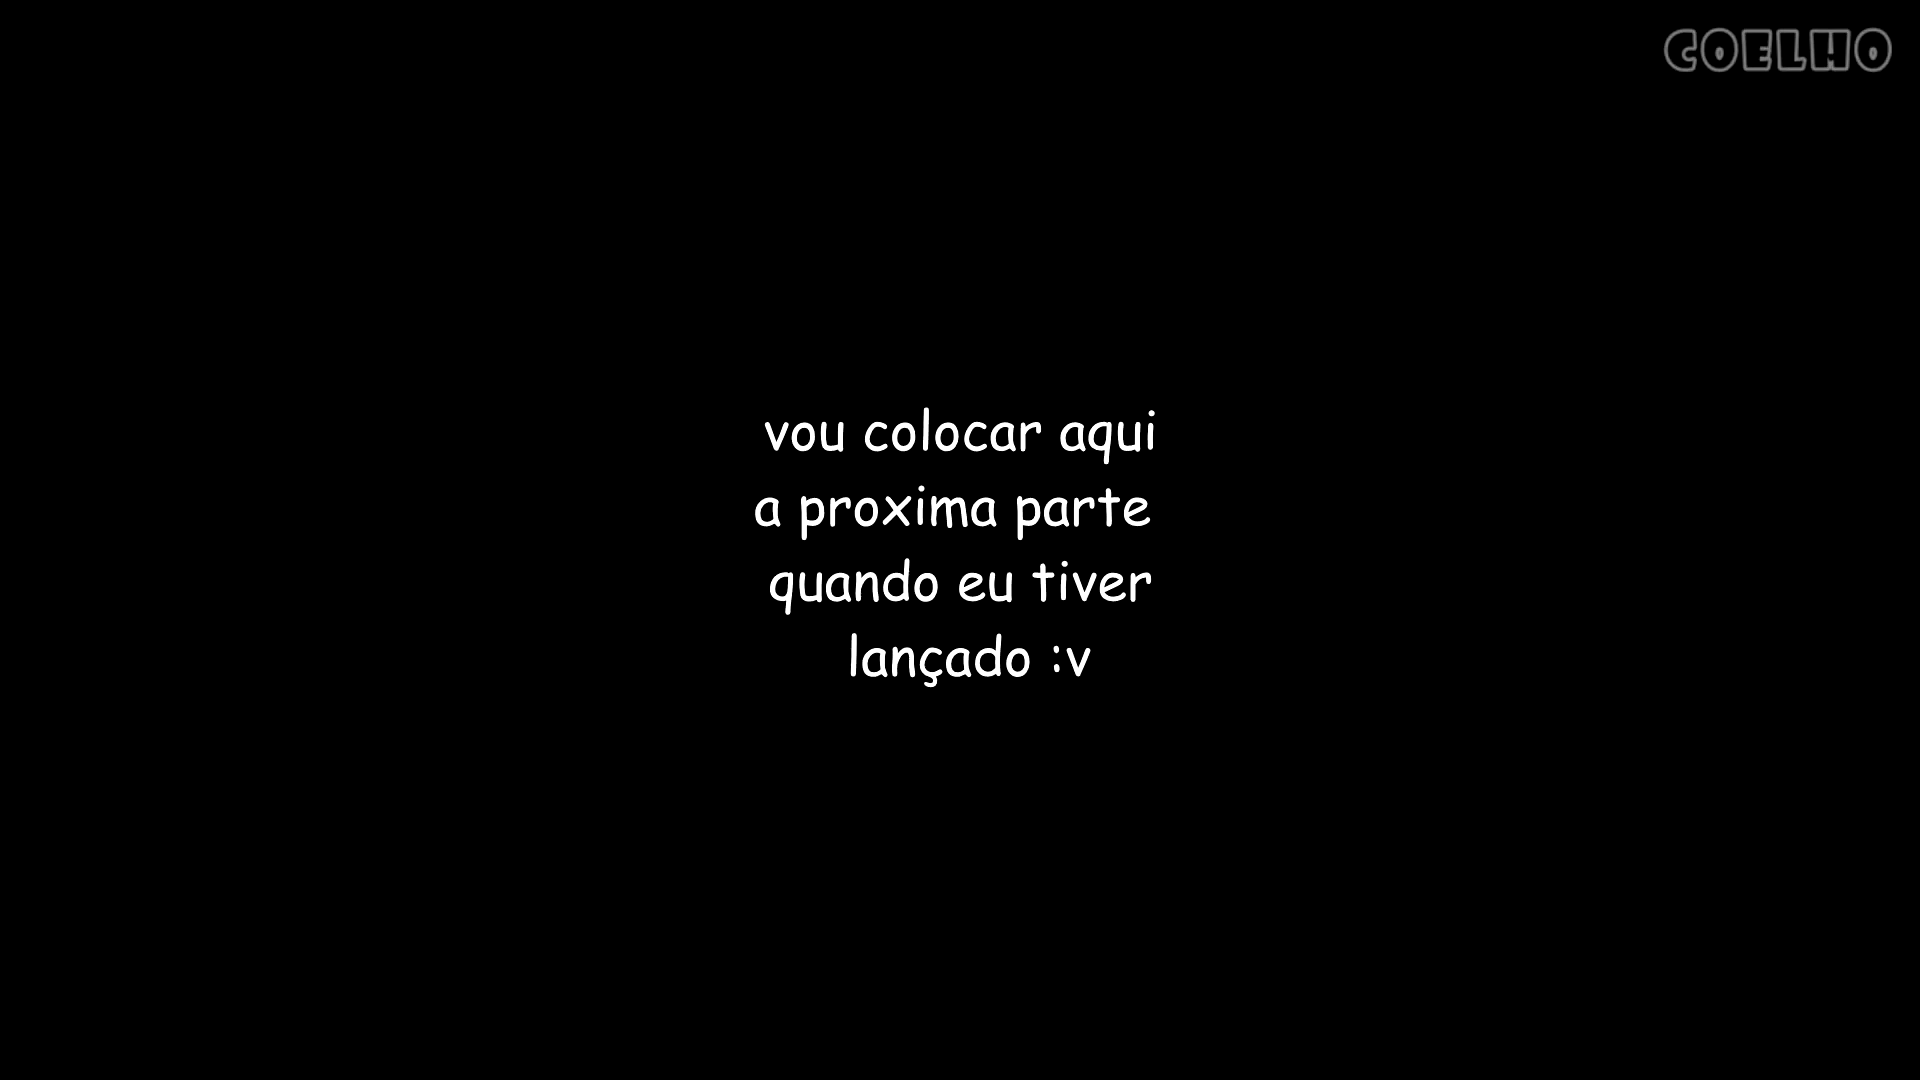 COELHO
vou colocar aqui
a proxima parte
quando eu tiver
lançado :v